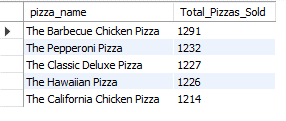 pizza_name Total_Pizzas_Sold
The Barbecue Chicken Pizza 1291
The Pepperoni Pizza 1232
The Classic Deluxe Pizza 1227
The Hawaiian Pizza 1226
The California Chicken Pizza 1214